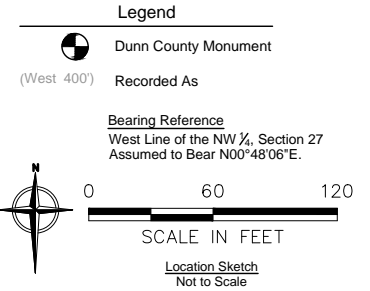 Legend
Dunn County Monument
(West 400') Recorded As
Bearing Reference
West Line of the NW ¼, Section 27
Assumed to Bear N00°48'06"E.
N
0 60 120
SCALE IN FEET
Location Sketch
Not to Scale